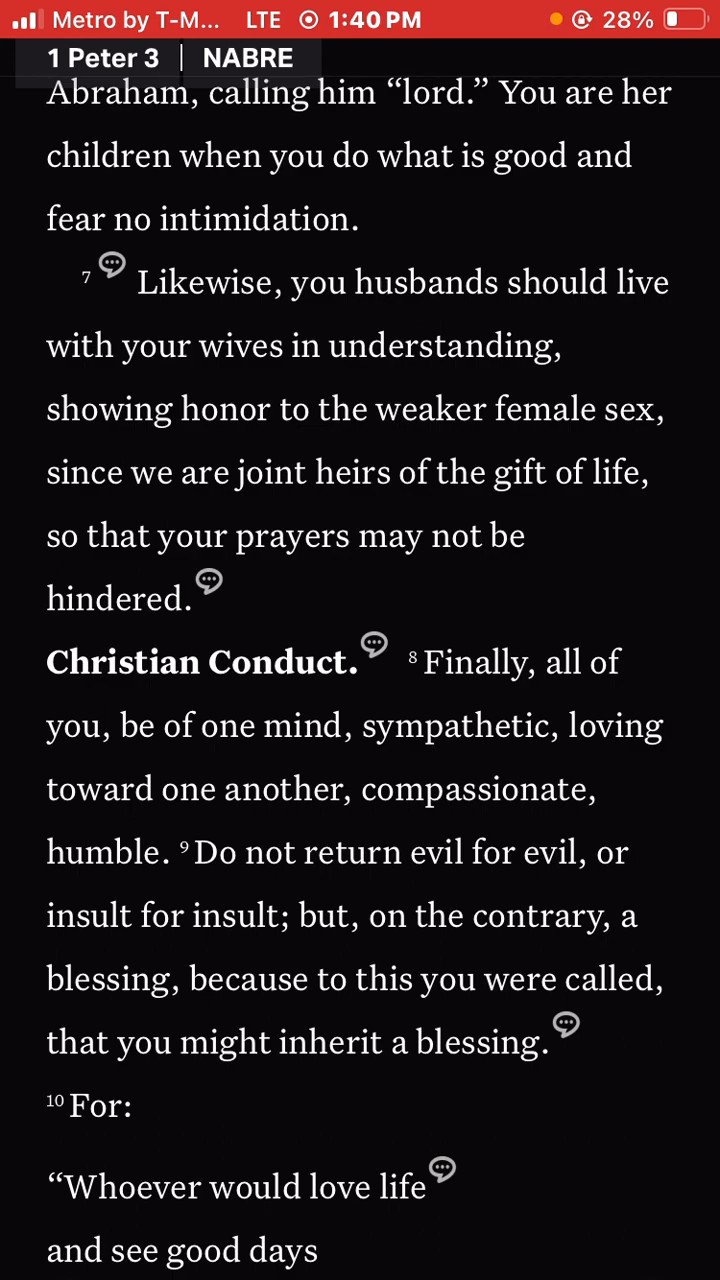 Metro by T-M... LTE 1:40 PM 28%
1 Peter 3 | NABRE
Abraham, calling him “lord.” You are her
children when you do what is good and
fear no intimidation.
7 Likewise, you husbands should live
with your wives in understanding,
showing honor to the weaker female sex,
since we are joint heirs of the gift of life,
so that your prayers may not be
hindered.
Christian Conduct. 8 Finally, all of
you, be of one mind, sympathetic, loving
toward one another, compassionate,
humble. 9 Do not return evil for evil, or
insult for insult; but, on the contrary, a
blessing, because to this you were called,
that you might inherit a blessing.
10 For:
“Whoever would love life
and see good days